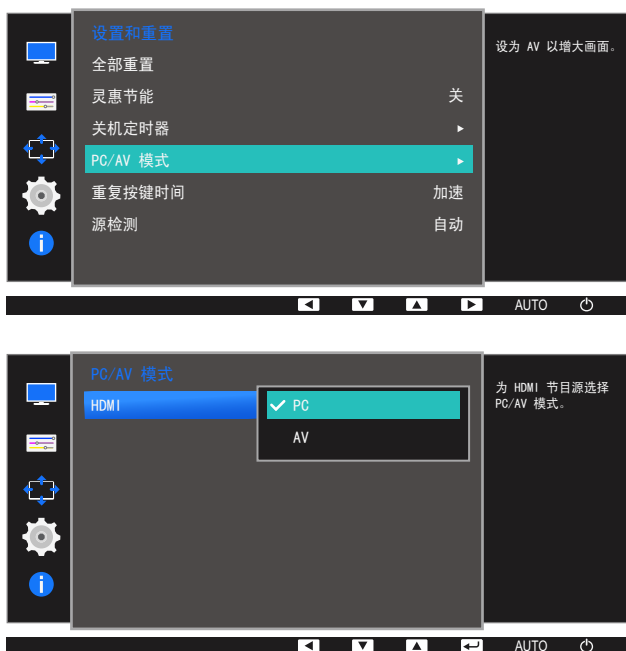 设置和重置
全部重置
灵惠节能 关
关机定时器
PC/AV 模式
重复按键时间 加速
源检测 自动
设为 AV 以增大画面。
AUTO
PC/AV 模式
HDMI
PC
AV
为 HDMI 节目源选择
PC/AV 模式。
AUTO